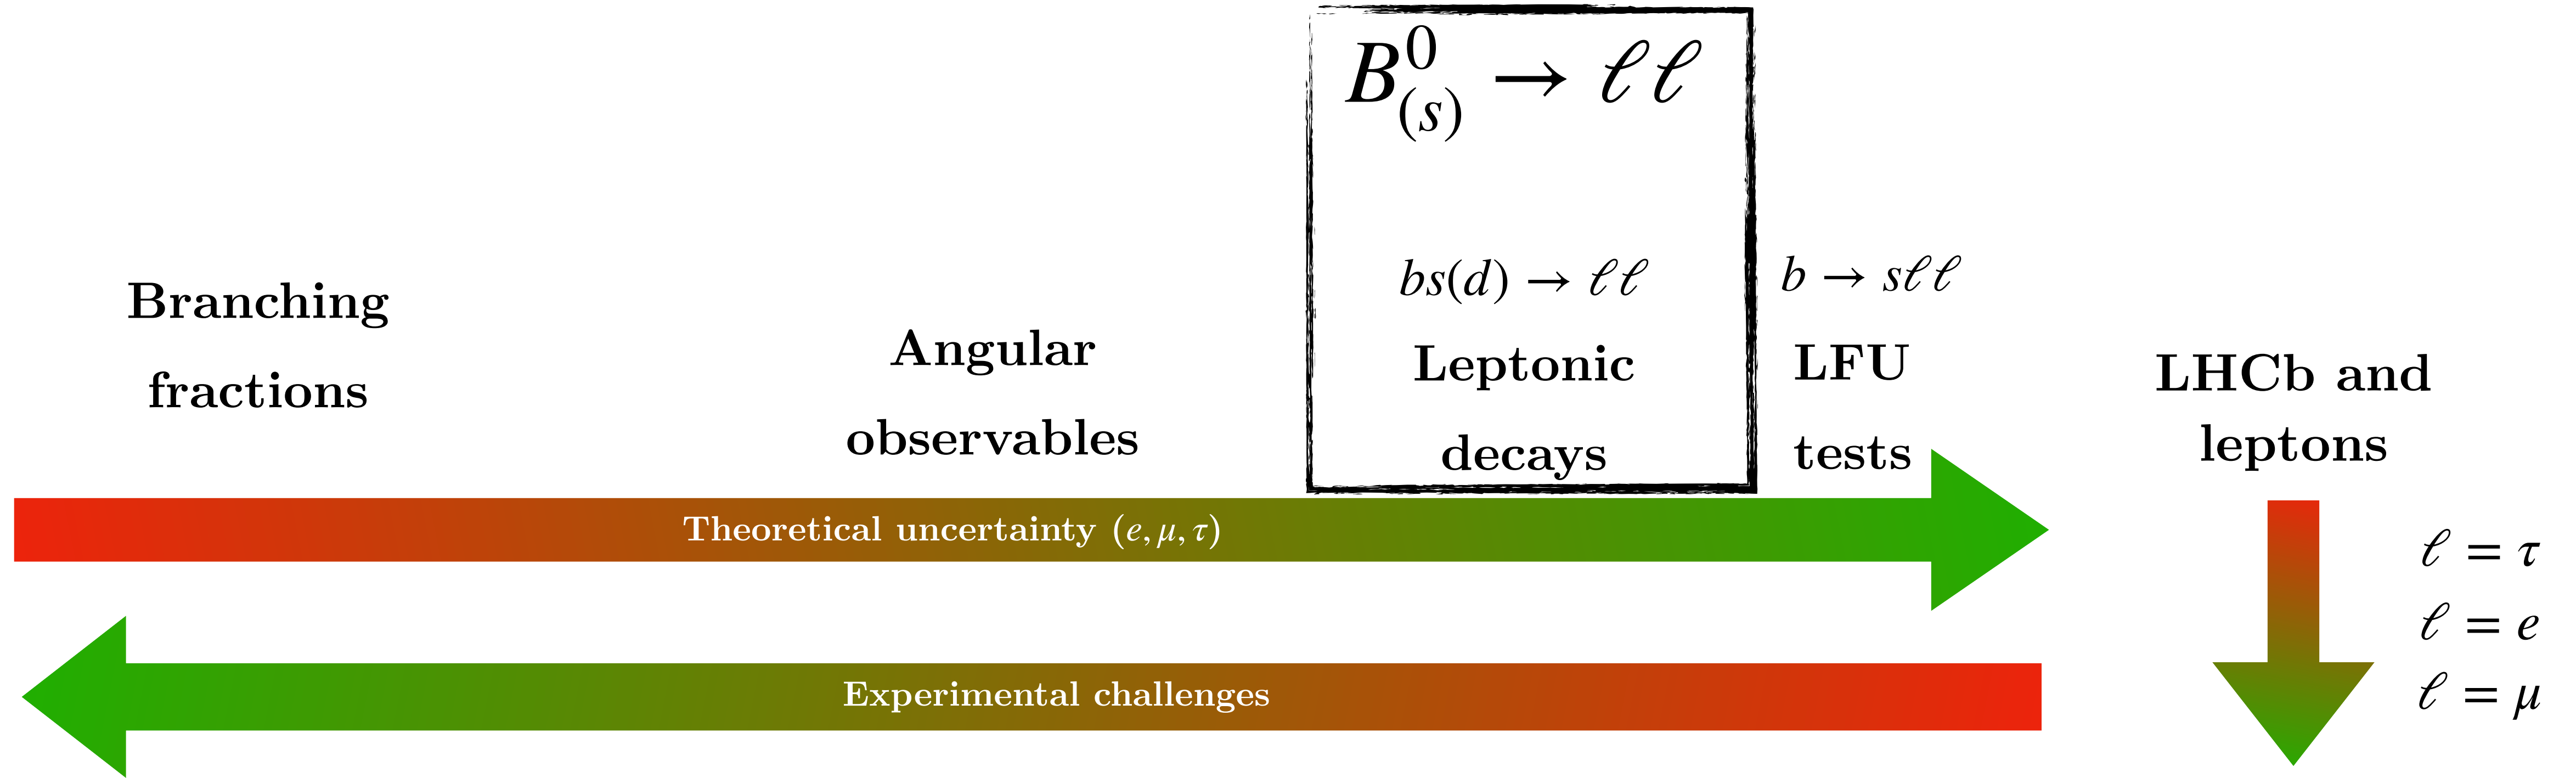 B⁰₍ₛ₎ → ℓℓ
Branching
fractions
Angular
observables
bs(d) → ℓℓ
Leptonic
decays
b → sℓℓ
LFU
tests
LHCb and
leptons
Theoretical uncertainty (e, μ, τ)
Experimental challenges
ℓ = τ
ℓ = e
ℓ = μ